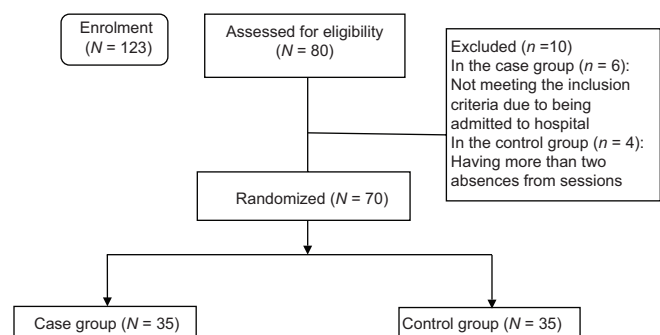 Enrolment
(N = 123)
Assessed for eligibility
(N = 80)
Excluded (n =10)
In the case group (n = 6):
Not meeting the inclusion
criteria due to being
admitted to hospital
In the control group (n = 4):
Having more than two
absences from sessions
Randomized (N = 70)
Case group (N = 35)
Control group (N = 35)